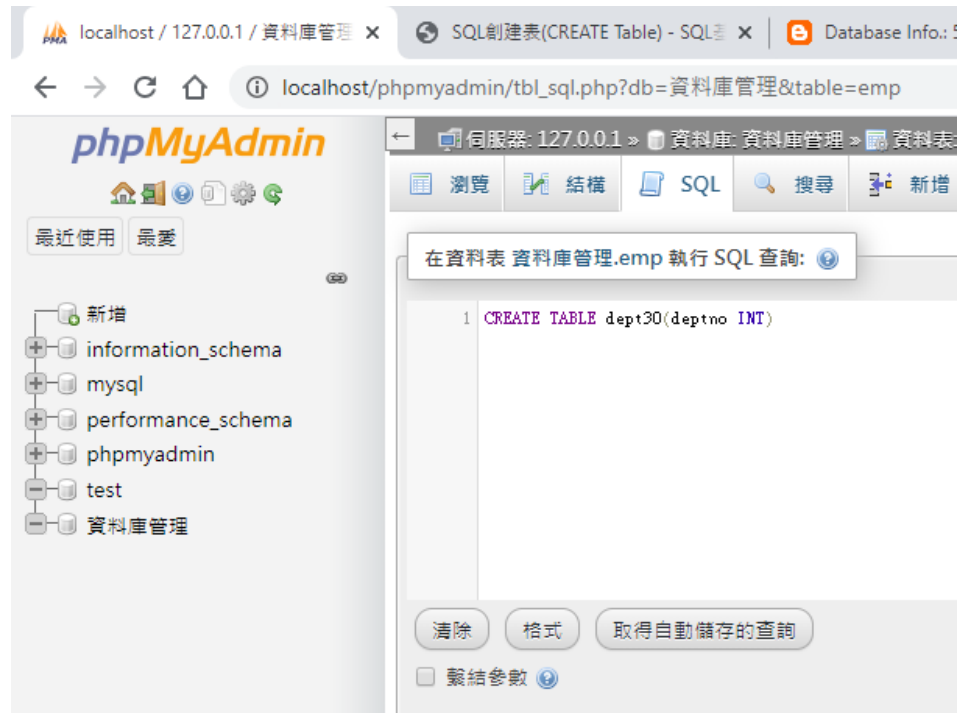 localhost / 127.0.0.1 / 資料庫管理
SQL創建表(CREATE Table) - SQL
Database Info.: 5
localhost/phpmyadmin/tbl_sql.php?db=資料庫管理&table=emp
phpMyAdmin
最近使用 最愛
新增
information_schema
mysql
performance_schema
phpmyadmin
test
資料庫管理
伺服器: 127.0.0.1 » 資料庫: 資料庫管理 » 資料表:
瀏覽 結構 SQL 搜尋 新增
在資料表 資料庫管理.emp 執行 SQL 查詢:
1 CREATE TABLE dept30(deptno INT)
清除 格式 取得自動儲存的查詢
繫結參數